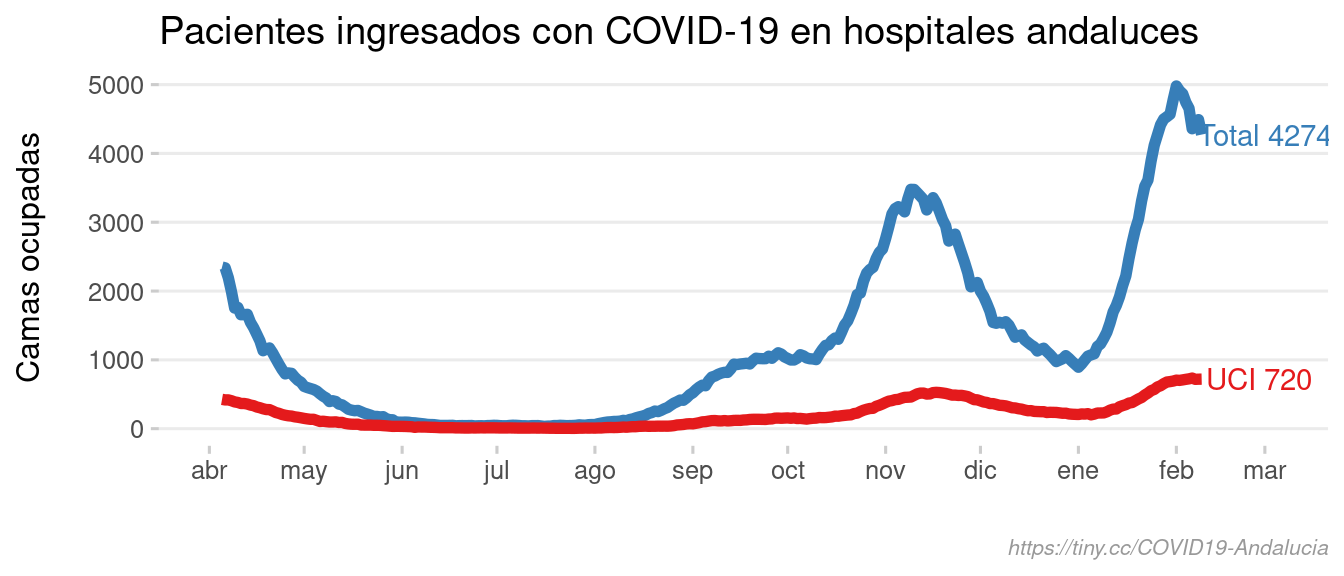 Pacientes ingresados con COVID-19 en hospitales andaluces
Camas ocupadas
5000
4000
3000
2000
1000
0
Total 4274
UCI 720
abr may jun jul ago sep oct nov dic ene feb mar
https://tiny.cc/COVID19-Andalucia